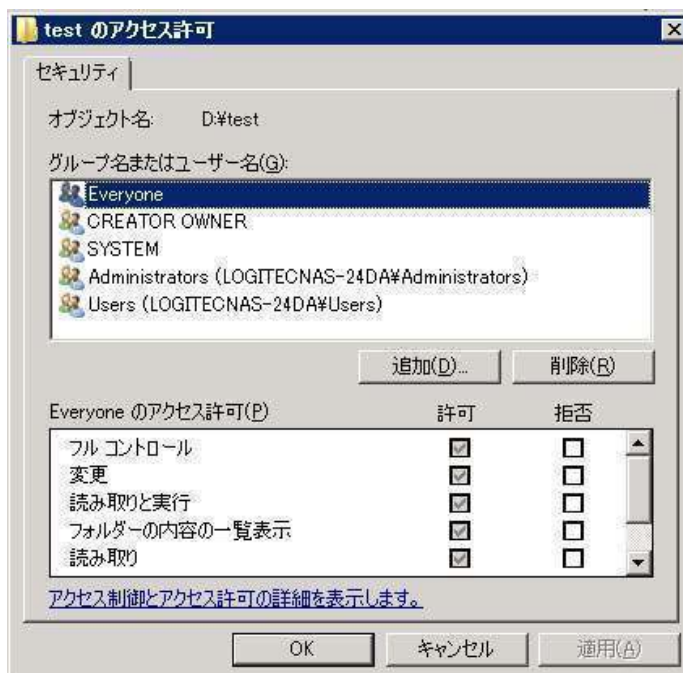 test のアクセス許可
セキュリティ
オブジェクト名: D:¥test
グループ名またはユーザー名(G):
Everyone
CREATOR OWNER
SYSTEM
Administrators (LOGITECNAS-24DA¥Administrators)
Users (LOGITECNAS-24DA¥Users)
追加(D)... 削除(R)
Everyone のアクセス許可(P) 許可 拒否
フル コントロール
変更
読み取りと実行
フォルダーの内容の一覧表示
読み取り
アクセス制御とアクセス許可の詳細を表示します。
OK キャンセル 適用(A)